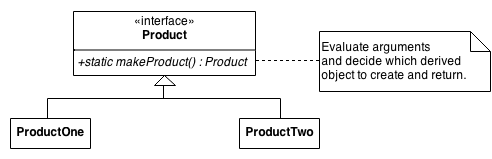 «interface»
Product
+static makeProduct() : Product
Evaluate arguments
and decide which derived
object to create and return.
ProductOne
ProductTwo